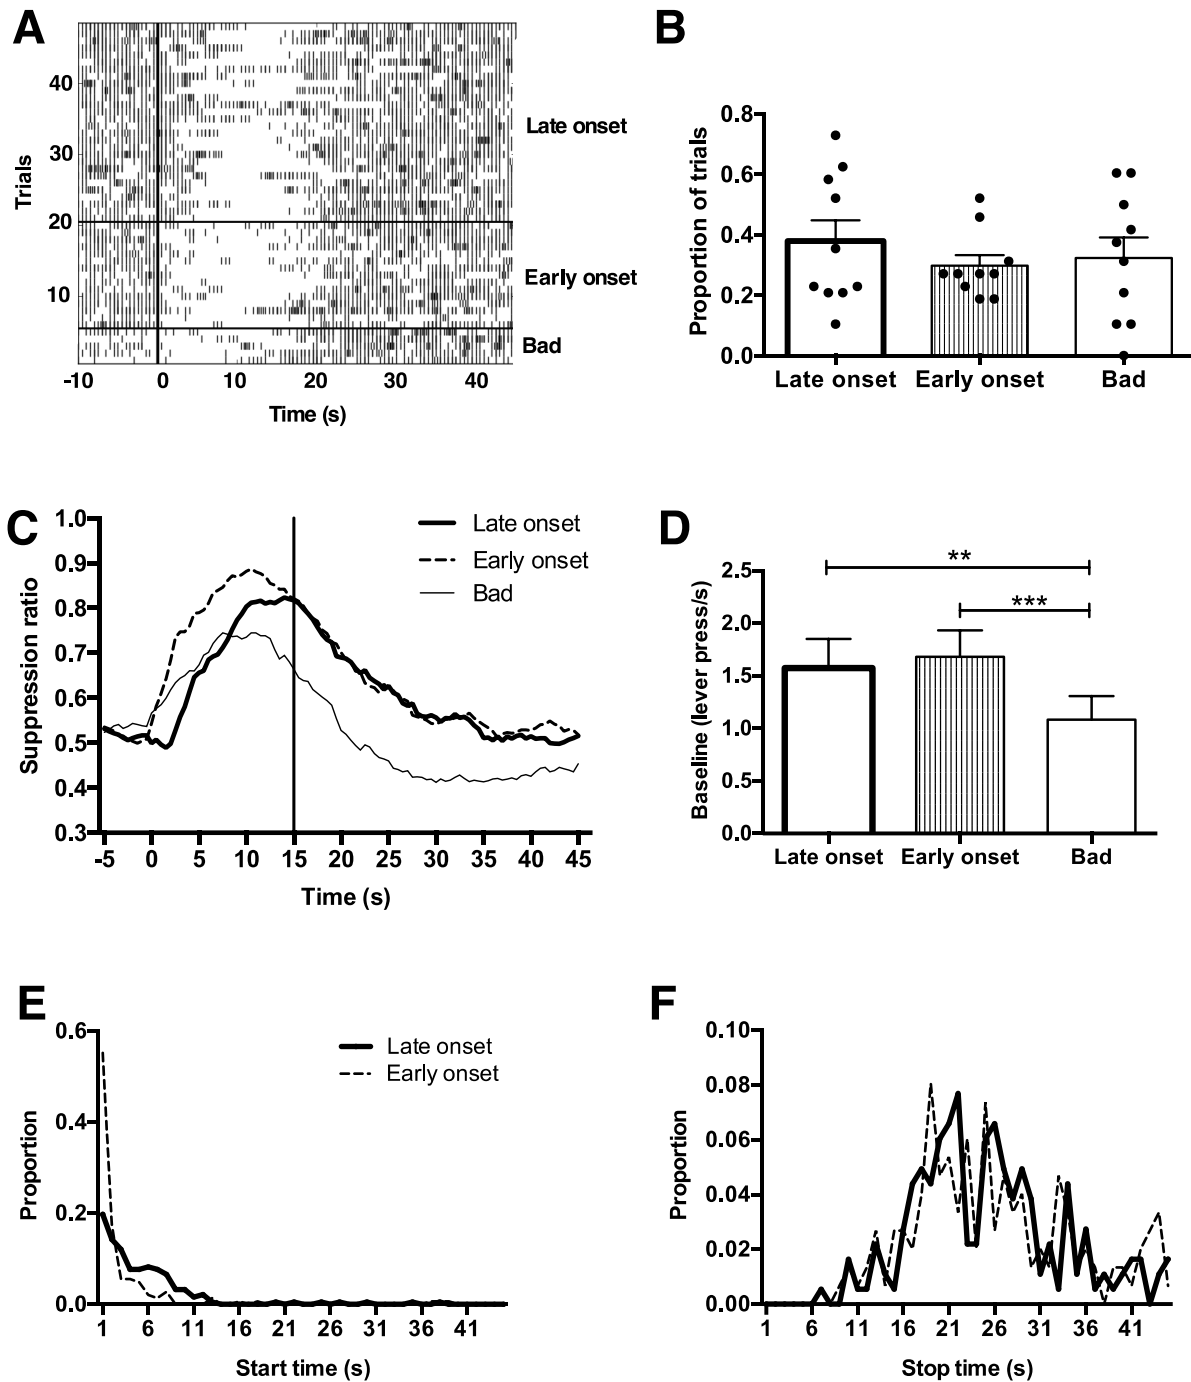 A
Trials
40
30
20
10
Late onset
Early onset
Bad
-10 0 10 20 30 40
Time (s)
B
Proportion of trials
0.8
0.6
0.4
0.2
0.0
Late onset Early onset Bad
C
Suppression ratio
1.0
0.9
0.8
0.7
0.6
0.5
0.4
0.3
Late onset
Early onset
Bad
-5 0 5 10 15 20 25 30 35 40 45
Time (s)
D
Baseline (lever press/s)
2.5
2.0
1.5
1.0
0.5
0.0
**
***
Late onset Early onset Bad
E
Proportion
0.6
0.4
0.2
0.0
Late onset
Early onset
1 6 11 16 21 26 31 36 41
Start time (s)
F
Proportion
0.10
0.08
0.06
0.04
0.02
0.00
1 6 11 16 21 26 31 36 41
Stop time (s)